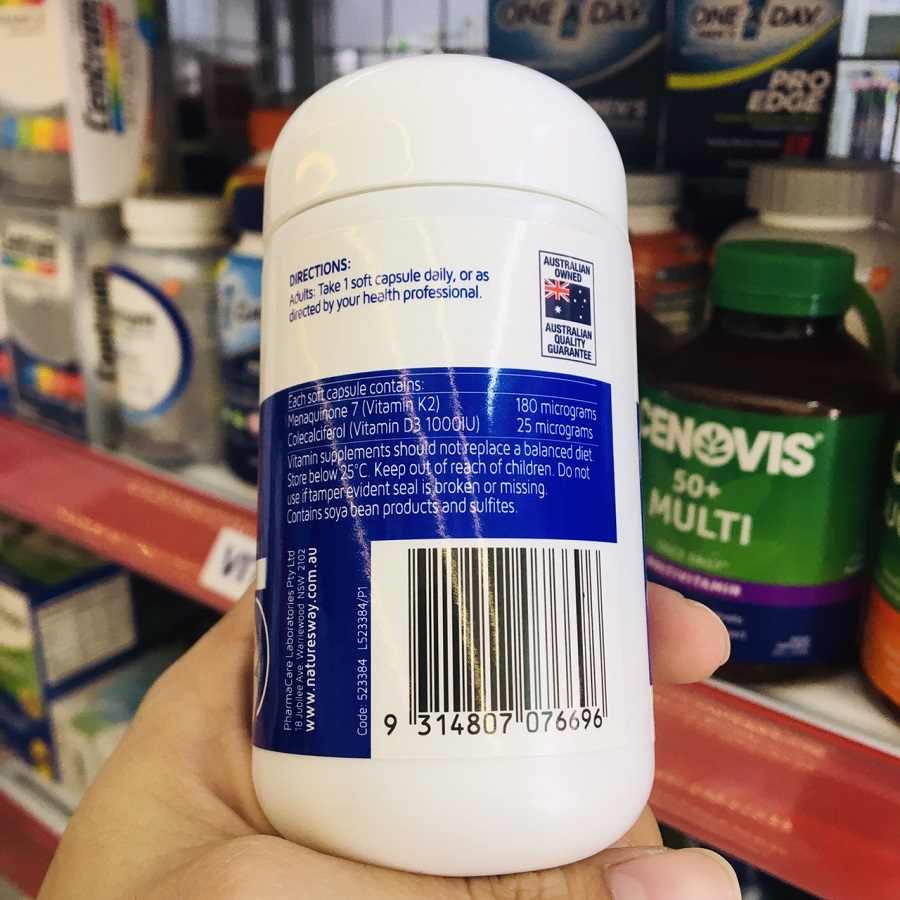 ONE A DAY
MEN'S
ONE A DAY
MEN'S
PRO
EDGE
Centrum
DIRECTIONS:
Adults: Take 1 soft capsule daily, or as
directed by your health professional.
AUSTRALIAN
OWNED
AUSTRALIAN
QUALITY
GUARANTEE
Each soft capsule contains:
Menaquinone 7 (Vitamin K2) 180 micrograms
Colecalciferol (Vitamin D3 1000IU) 25 micrograms
Vitamin supplements should not replace a balanced diet.
Store below 25°C. Keep out of reach of children. Do not
use if tamper evident seal is broken or missing.
Contains soya bean products and sulfites.
PharmaCare Laboratories Pty Ltd
18 Jubilee Ave. Warriewood NSW 2102
www.naturesway.com.au
Code: 523384 L523384/P1
9 314807 076696
CENOVIS®
50+
MULTI
MULTIVITAMIN
VIT